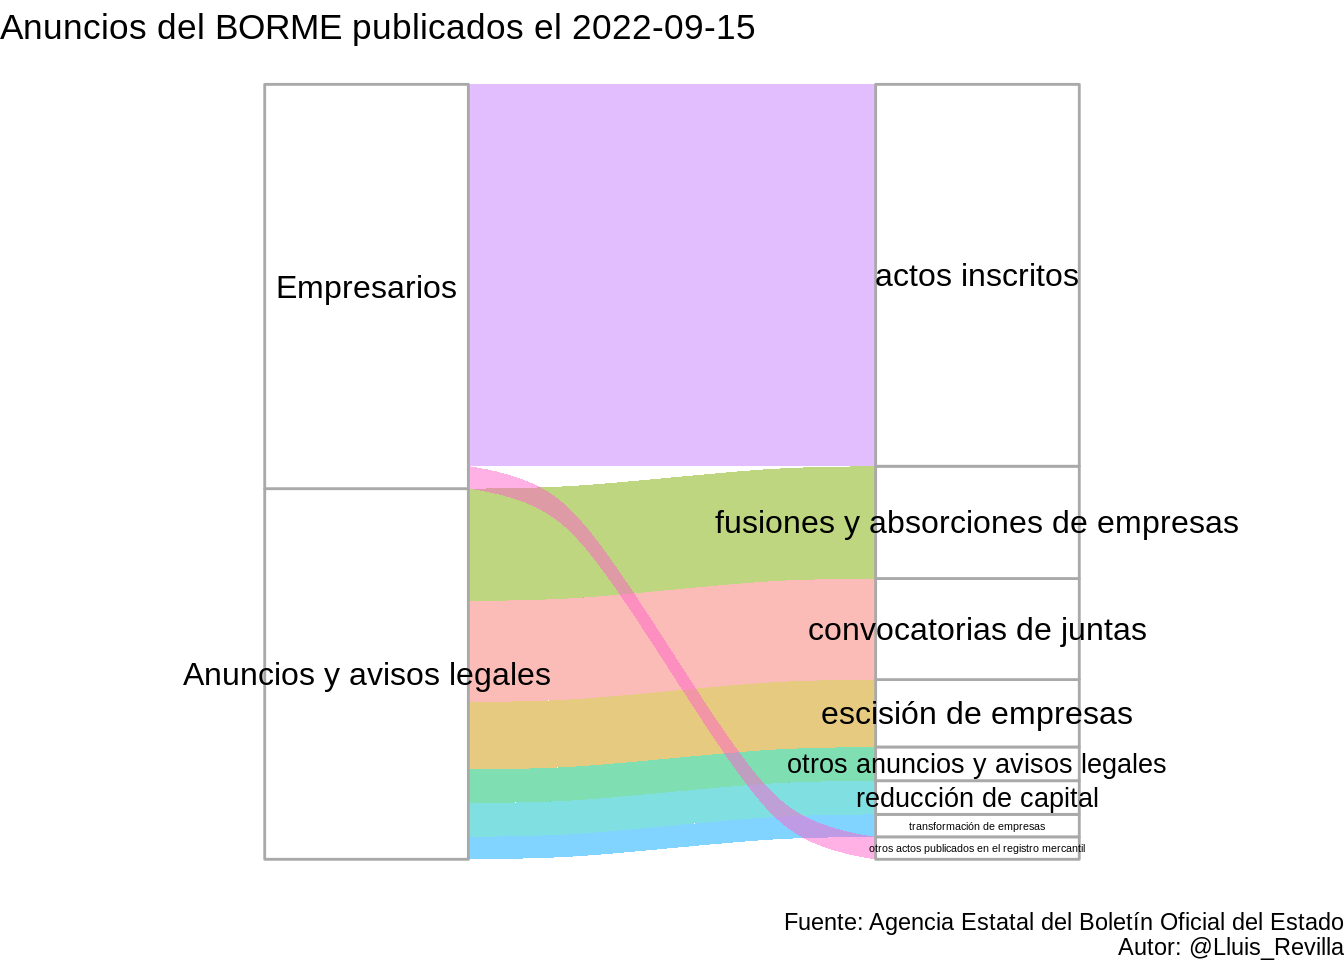 Anuncios del BORME publicados el 2022-09-15
Empresarios
Anuncios y avisos legales
actos inscritos
fusiones y absorciones de empresas
convocatorias de juntas
escisión de empresas
otros anuncios y avisos legales
reducción de capital
transformación de empresas
otros actos publicados en el registro mercantil
Fuente: Agencia Estatal del Boletín Oficial del Estado
Autor: @Lluis_Revilla